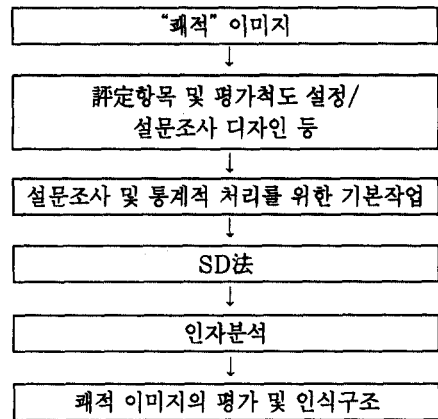 “쾌적” 이미지
↓
評定항목 및 평가척도 설정/
설문조사 디자인 등
↓
설문조사 및 통계적 처리를 위한 기본작업
↓
SD法
↓
인자분석
↓
쾌적 이미지의 평가 및 인식구조